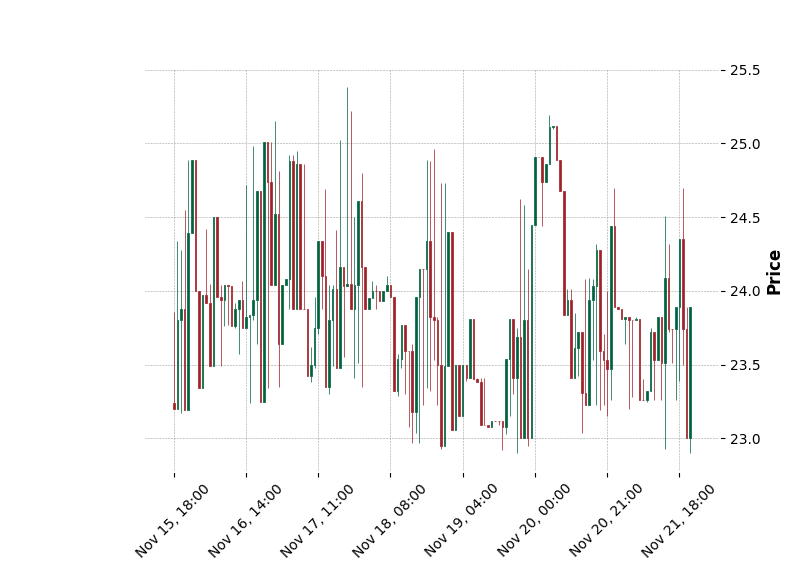 25.5
25.0
24.5
24.0
23.5
23.0
Price
Nov 15, 18:00
Nov 16, 14:00
Nov 17, 11:00
Nov 18, 08:00
Nov 19, 04:00
Nov 20, 00:00
Nov 20, 21:00
Nov 21, 18:00